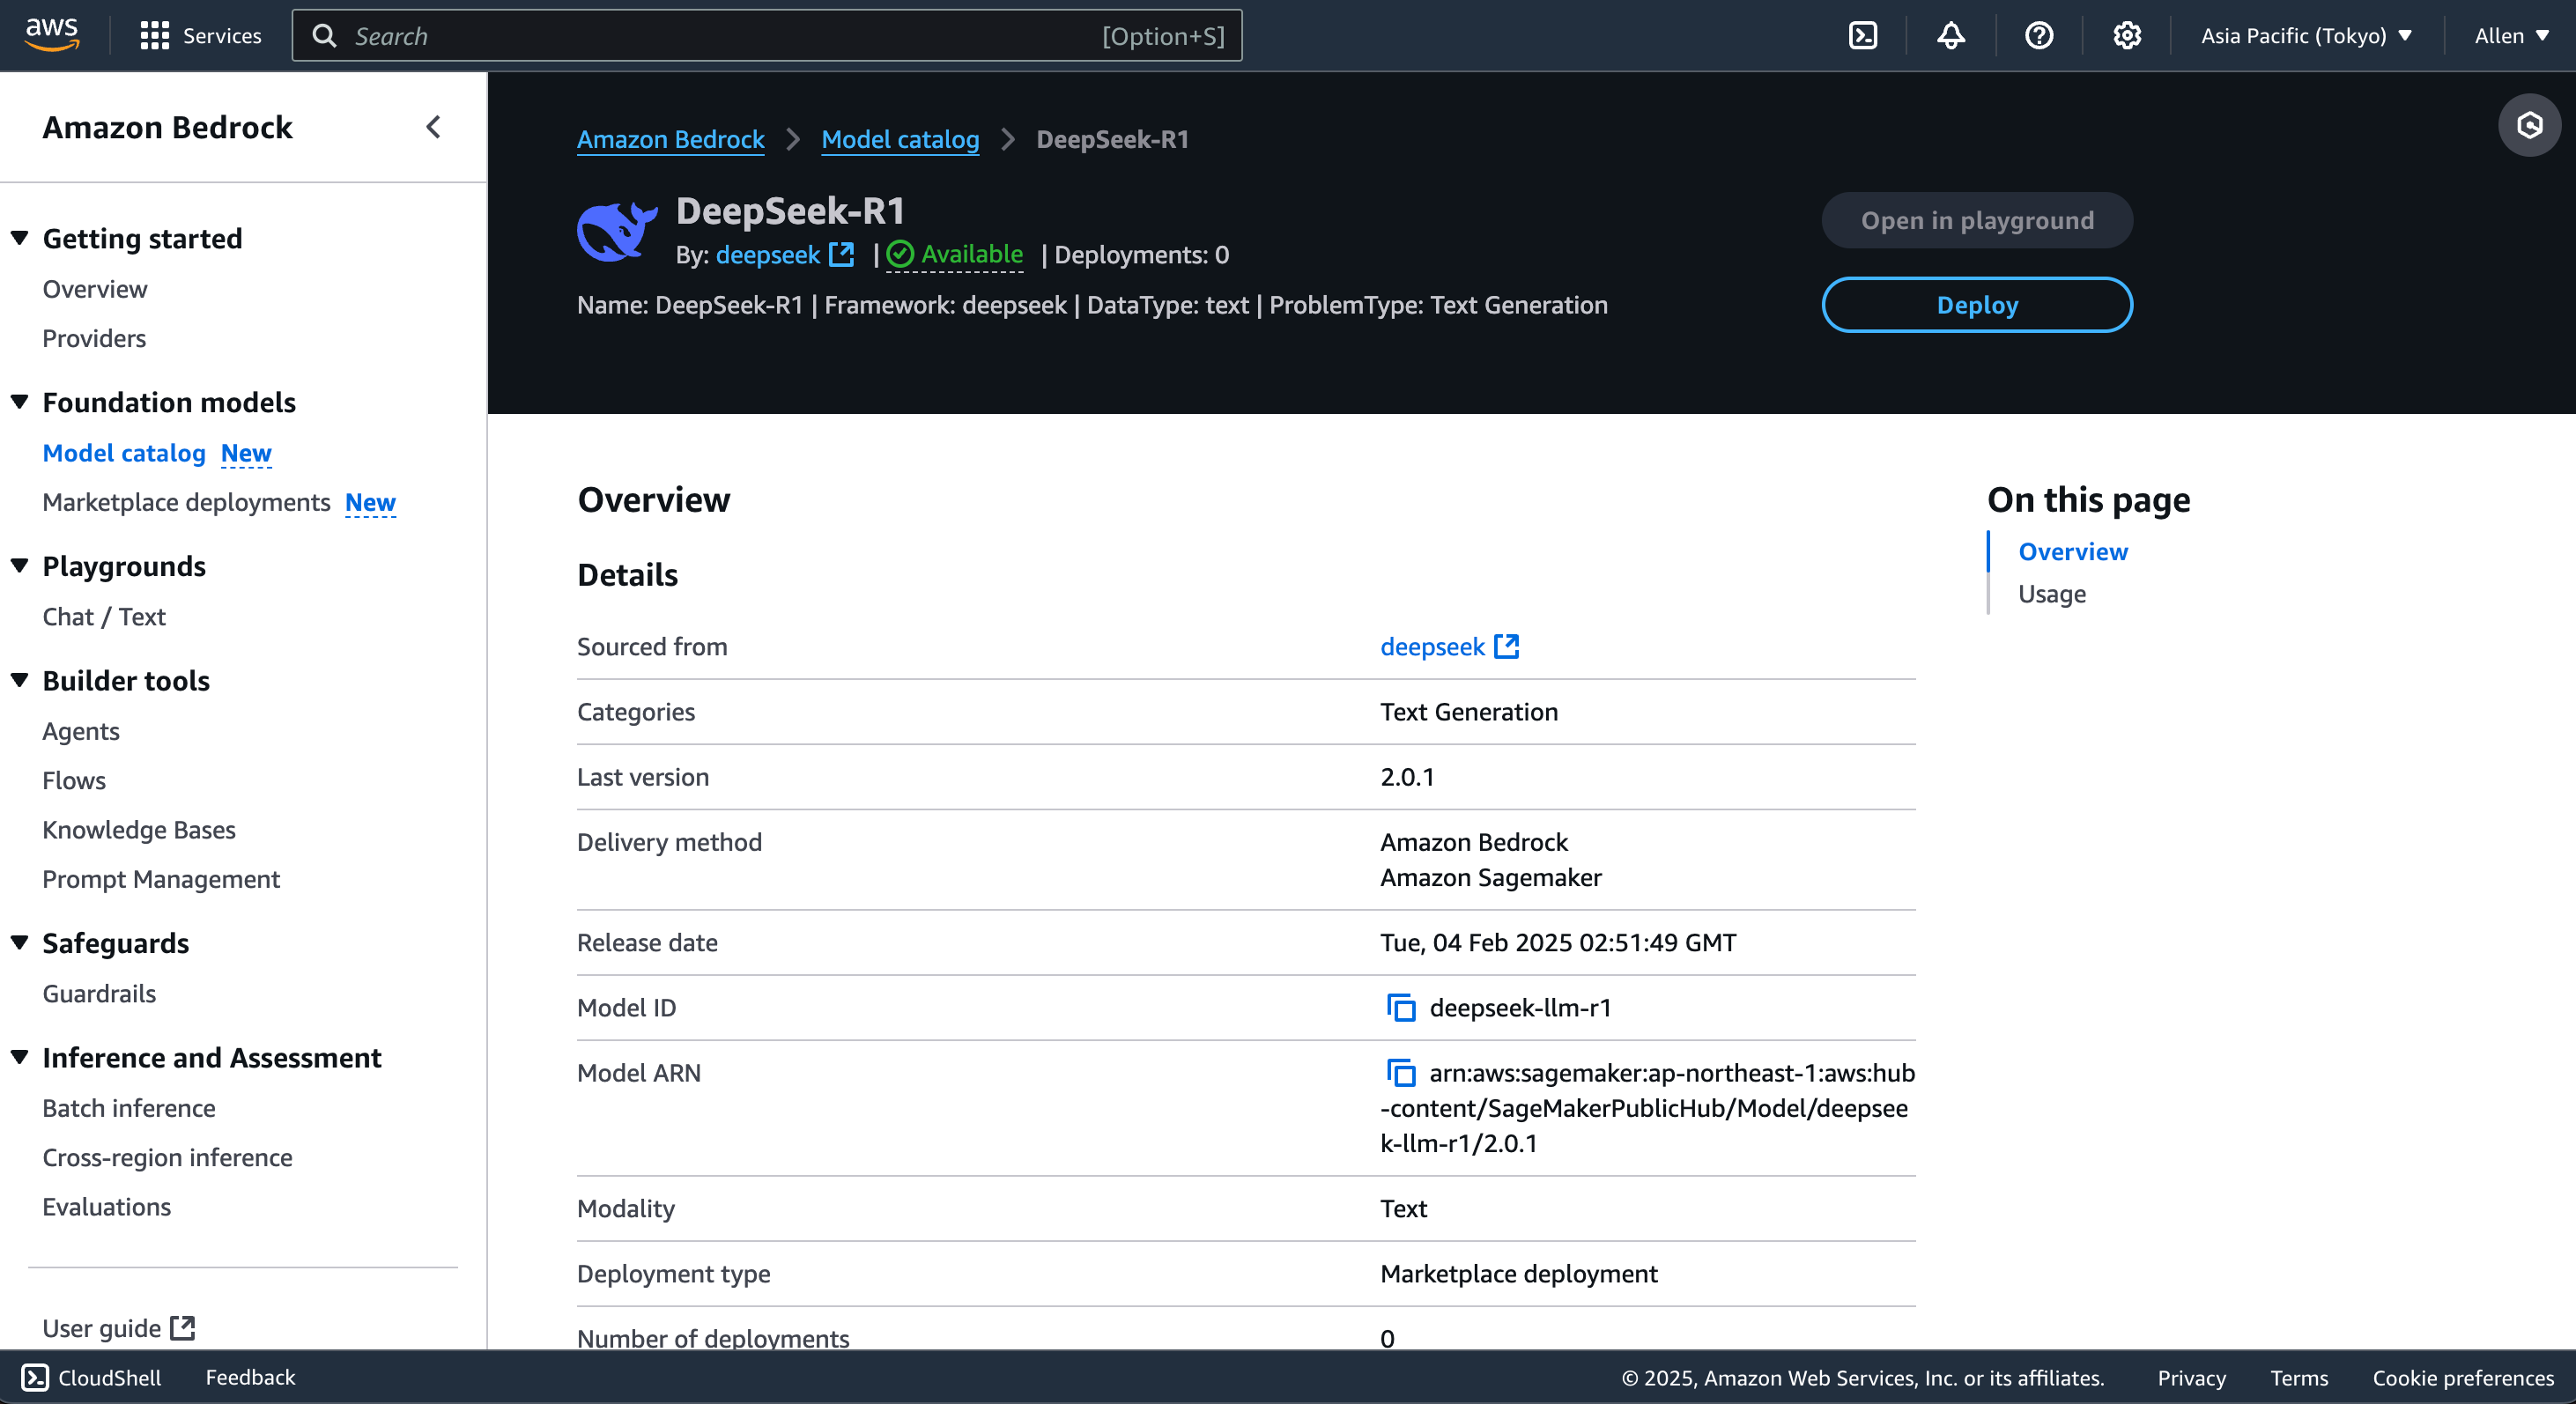 aws
Services
Search [Option+S]
Asia Pacific (Tokyo)
Allen
Amazon Bedrock
Getting started
Overview
Providers
Foundation models
Model catalog New
Marketplace deployments New
Playgrounds
Chat / Text
Builder tools
Agents
Flows
Knowledge Bases
Prompt Management
Safeguards
Guardrails
Inference and Assessment
Batch inference
Cross-region inference
Evaluations
User guide
Amazon Bedrock > Model catalog > DeepSeek-R1
DeepSeek-R1
By: deepseek | Available | Deployments: 0
Name: DeepSeek-R1 | Framework: deepseek | DataType: text | ProblemType: Text Generation
Open in playground
Deploy
Overview
Details
Sourced from deepseek
Categories Text Generation
Last version 2.0.1
Delivery method Amazon Bedrock
Amazon Sagemaker
Release date Tue, 04 Feb 2025 02:51:49 GMT
Model ID deepseek-llm-r1
Model ARN arn:aws:sagemaker:ap-northeast-1:aws:hub
-content/SageMakerPublicHub/Model/deepsee
k-llm-r1/2.0.1
Modality Text
Deployment type Marketplace deployment
Number of deployments 0
On this page
Overview
Usage
CloudShell
Feedback
© 2025, Amazon Web Services, Inc. or its affiliates.
Privacy
Terms
Cookie preferences